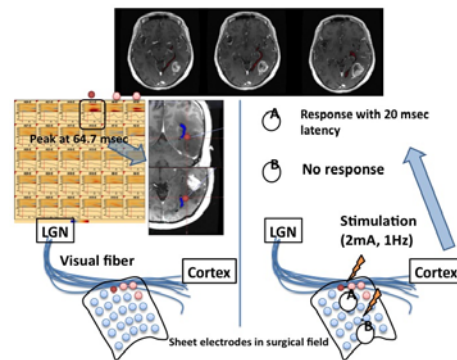 Peak at 64.7 msec
A
Response with 20 msec
latency
B
No response
LGN
Visual fiber
Cortex
LGN
Stimulation
(2mA, 1Hz)
Cortex
A
B
Sheet electrodes in surgical field